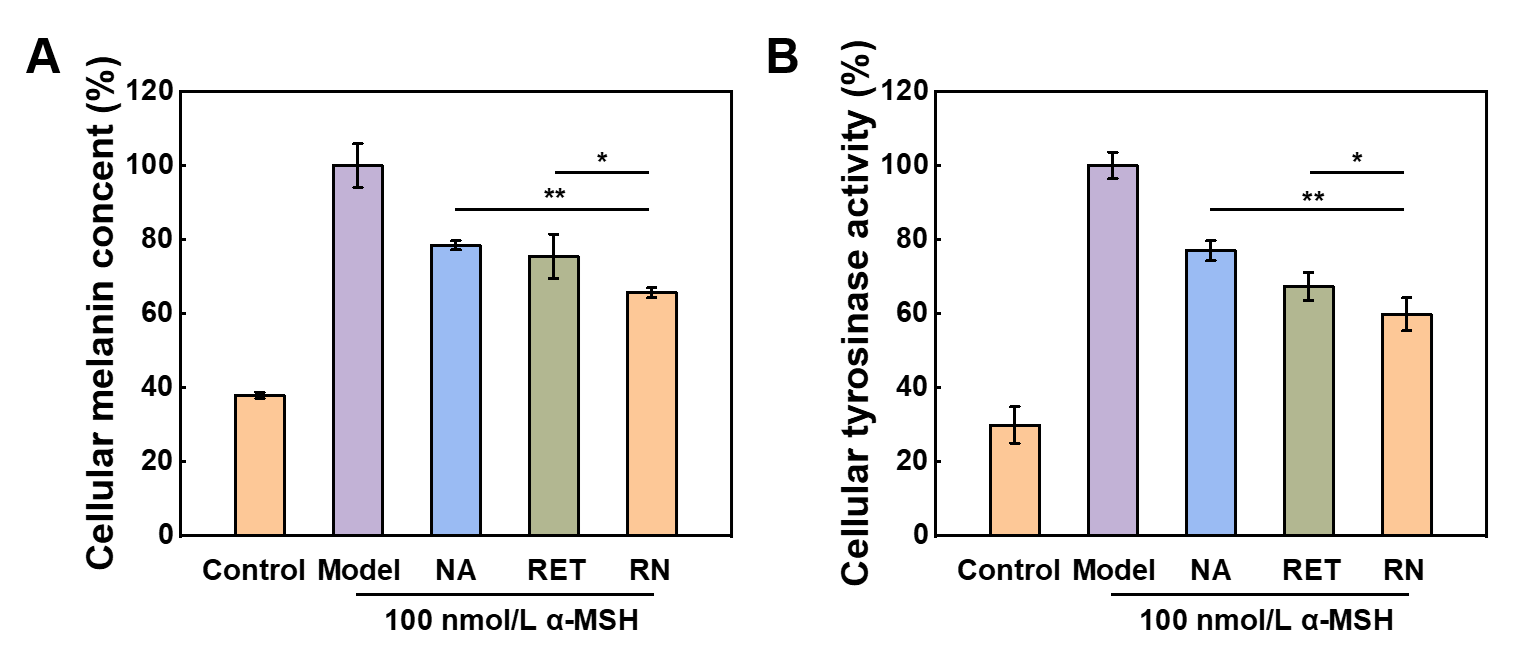 A
Cellular melanin concent (%)
120
100
80
60
40
20
0
*
**
Control Model NA RET RN
100 nmol/L α-MSH
B
Cellular tyrosinase activity (%)
120
100
80
60
40
20
0
*
**
Control Model NA RET RN
100 nmol/L α-MSH